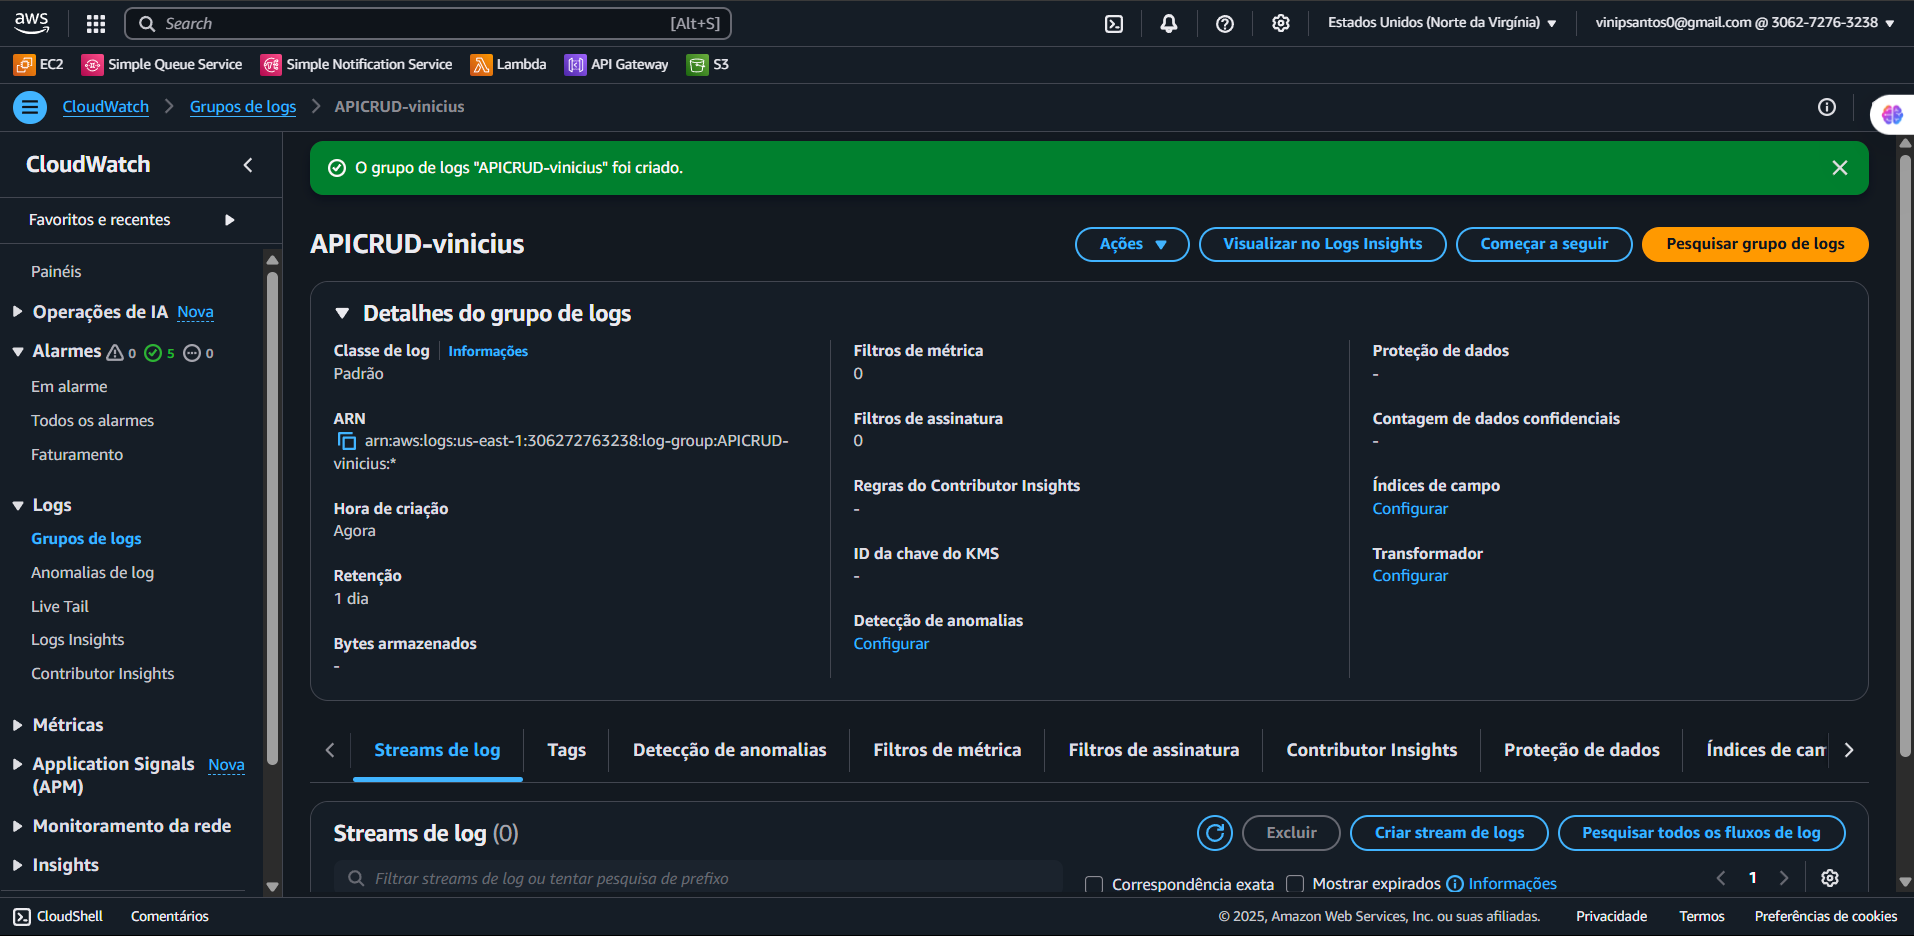 aws
Search [Alt+S]
Estados Unidos (Norte da Virgínia)
vinipsantos0@gmail.com @ 3062-7276-3238
EC2 Simple Queue Service Simple Notification Service Lambda API Gateway S3
CloudWatch Grupos de logs APICRUD-vinicius
CloudWatch
Favoritos e recentes
Painéis
Operações de IA Nova
Alarmes 0 5 0
Em alarme
Todos os alarmes
Faturamento
Logs
Grupos de logs
Anomalias de log
Live Tail
Logs Insights
Contributor Insights
Métricas
Application Signals Nova
(APM)
Monitoramento da rede
Insights
O grupo de logs "APICRUD-vinicius" foi criado.
APICRUD-vinicius
Ações Visualizar no Logs Insights Começar a seguir Pesquisar grupo de logs
Detalhes do grupo de logs
Classe de log Informações
Padrão
ARN
arn:aws:logs:us-east-1:306272763238:log-group:APICRUD-
vinicius:*
Hora de criação
Agora
Retenção
1 dia
Bytes armazenados
-
Filtros de métrica
0
Filtros de assinatura
0
Regras do Contributor Insights
-
ID da chave do KMS
-
Detecção de anomalias
Configurar
Proteção de dados
-
Contagem de dados confidenciais
-
Índices de campo
Configurar
Transformador
Configurar
Streams de log Tags Detecção de anomalias Filtros de métrica Filtros de assinatura Contributor Insights Proteção de dados Índices de cam
Streams de log (0)
Excluir Criar stream de logs Pesquisar todos os fluxos de log
Filtrar streams de log ou tentar pesquisa de prefixo
Correspondência exata Mostrar expirados Informações
1
CloudShell Comentários
© 2025, Amazon Web Services, Inc. ou suas afiliadas. Privacidade Termos Preferências de cookies